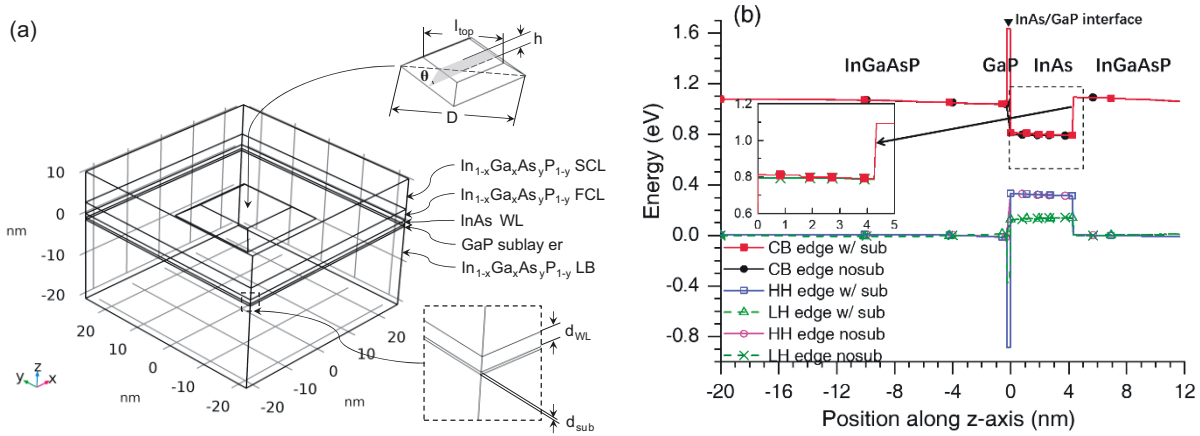 (a)
l_top
h
θ
D
In₁₋ₓGaₓAsᵧP₁₋ᵧ SCL
In₁₋ₓGaₓAsᵧP₁₋ᵧ FCL
InAs WL
GaP sublay er
In₁₋ₓGaₓAsᵧP₁₋ᵧ LB
10
0
-10
-20
nm
20
10
0
-10
-20
nm
-20
-10
0
10
20
nm
z
y
x
d_WL
d_sub
(b)
InAs/GaP interface
InGaAsP
GaP
InAs
InGaAsP
Energy (eV)
1.6
1.2
0.8
0.4
0.0
-0.4
-0.8
1.2
1.0
0.8
0.6
0
1
2
3
4
5
CB edge w/ sub
CB edge nosub
HH edge w/ sub
LH edge w/ sub
HH edge nosub
LH edge nosub
-20
-16
-12
-8
-4
0
4
8
12
Position along z-axis (nm)